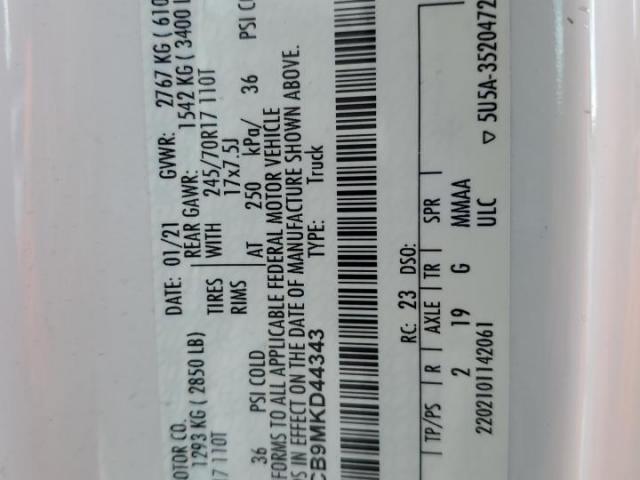 DATE: 01/21 GVWR: 2767 KG ( 610
OTOR CO. REAR GAWR: 1542 KG ( 3400 L
1293 KG ( 2850 LB) TIRES WITH 245/70R17 110T
17 110T RIMS 17x7.5J
36 PSI COLD AT 250 kPa/ 36 PSI C
FORMS TO ALL APPLICABLE FEDERAL MOTOR VEHICLE
S IN EFFECT ON THE DATE OF MANUFACTURE SHOWN ABOVE.
CB9MKD44343 TYPE: Truck
RC: 23 DSO:
TP/PS R AXLE TR SPR
2 19 G MMAA
2202101142061 ULC ▽ 5U5A-3520472